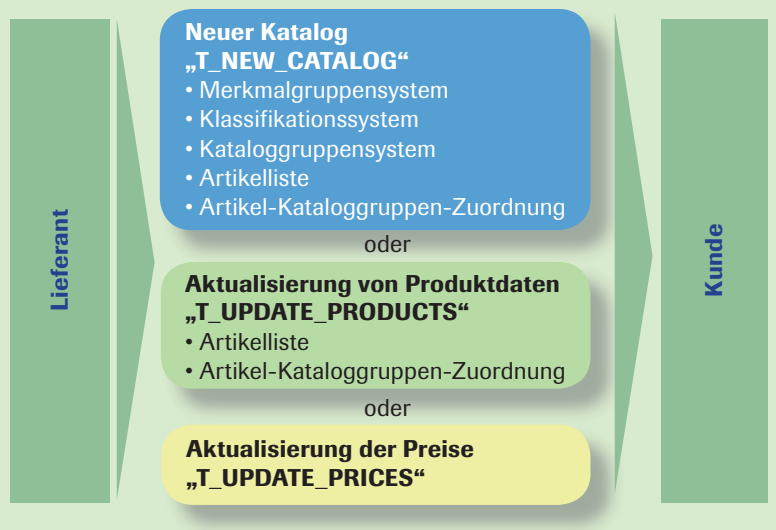 Lieferant
Neuer Katalog
„T_NEW_CATALOG“
• Merkmalgruppensystem
• Klassifikationssystem
• Kataloggruppensystem
• Artikelliste
• Artikel-Kataloggruppen-Zuordnung
oder
Aktualisierung von Produktdaten
„T_UPDATE_PRODUCTS“
• Artikelliste
• Artikel-Kataloggruppen-Zuordnung
oder
Aktualisierung der Preise
„T_UPDATE_PRICES“
Kunde